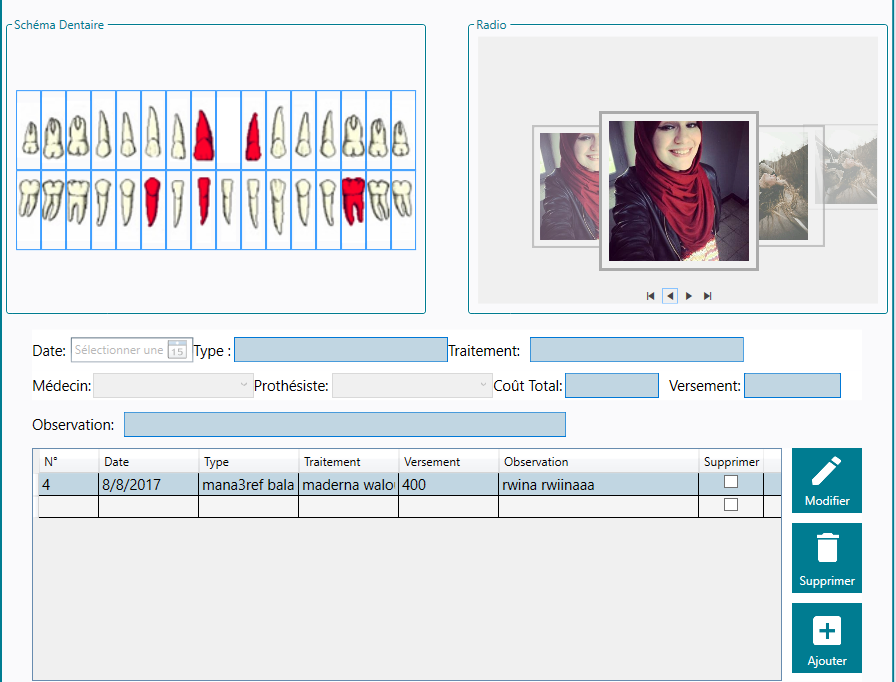 Schéma Dentaire
Radio
Date: Sélectionner une 15 Type : Traitement:
Médecin: Prothésiste: Coût Total: Versement:
Observation:
N° Date Type Traitement Versement Observation Supprimer
4 8/8/2017 mana3ref bala maderna walo 400 rwina rwiinaaa
Modifier
Supprimer
Ajouter